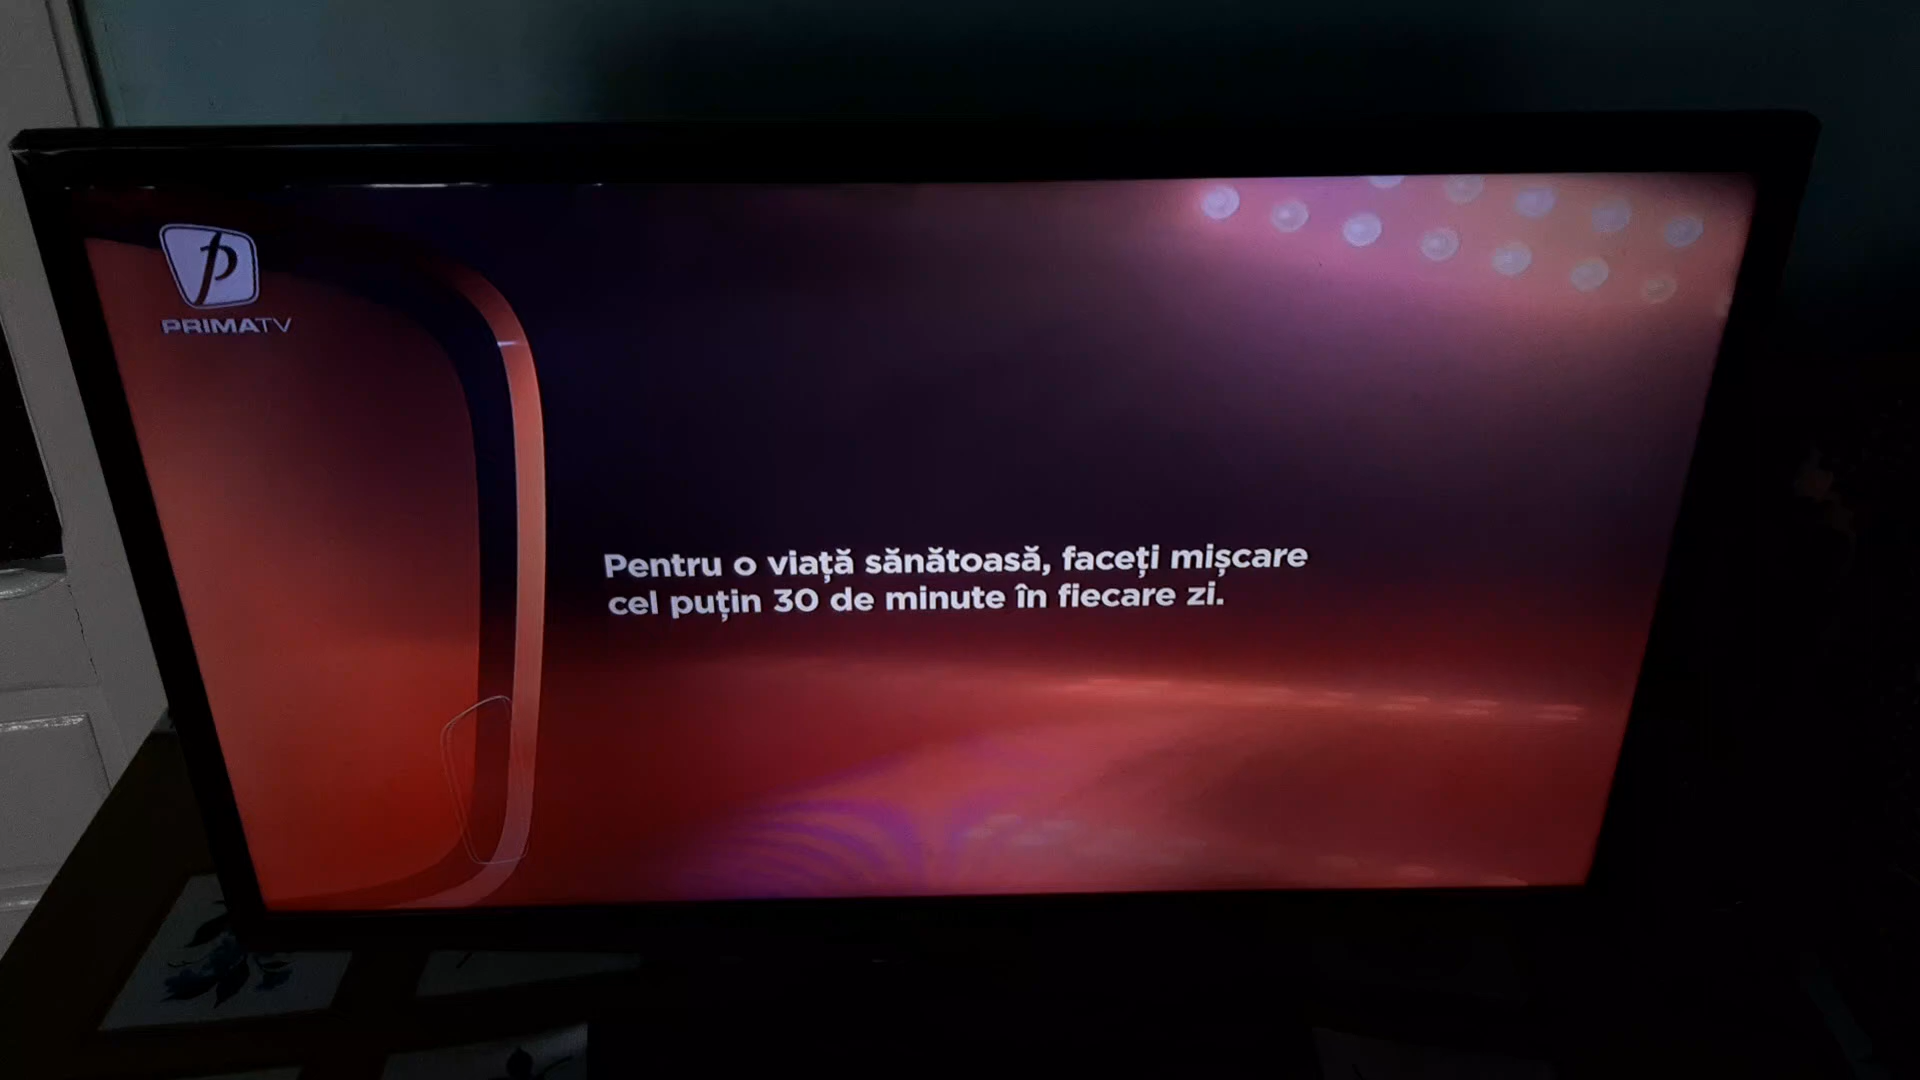 PRIMATV
Pentru o viață sănătoasă, faceți mișcare
cel puțin 30 de minute în fiecare zi.